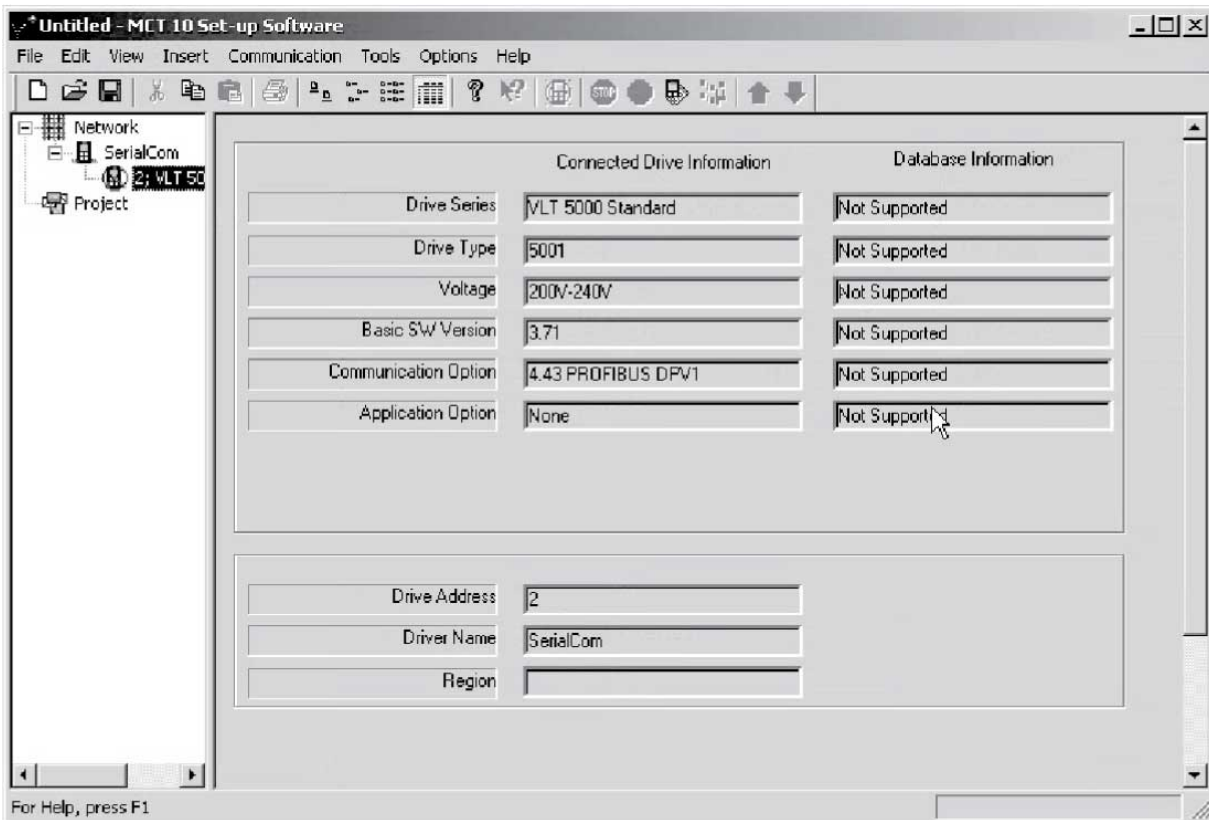 *Untitled - MCT 10 Set-up Software
File Edit View Insert Communication Tools Options Help
STOP
Network
SerialCom
2; VLT 50
Project
Connected Drive Information Database Information
Drive Series VLT 5000 Standard Not Supported
Drive Type 5001 Not Supported
Voltage 200V-240V Not Supported
Basic SW Version 3.71 Not Supported
Communication Option 4.43 PROFIBUS DPV1 Not Supported
Application Option None Not Supported
Drive Address 2
Driver Name SerialCom
Region
For Help, press F1